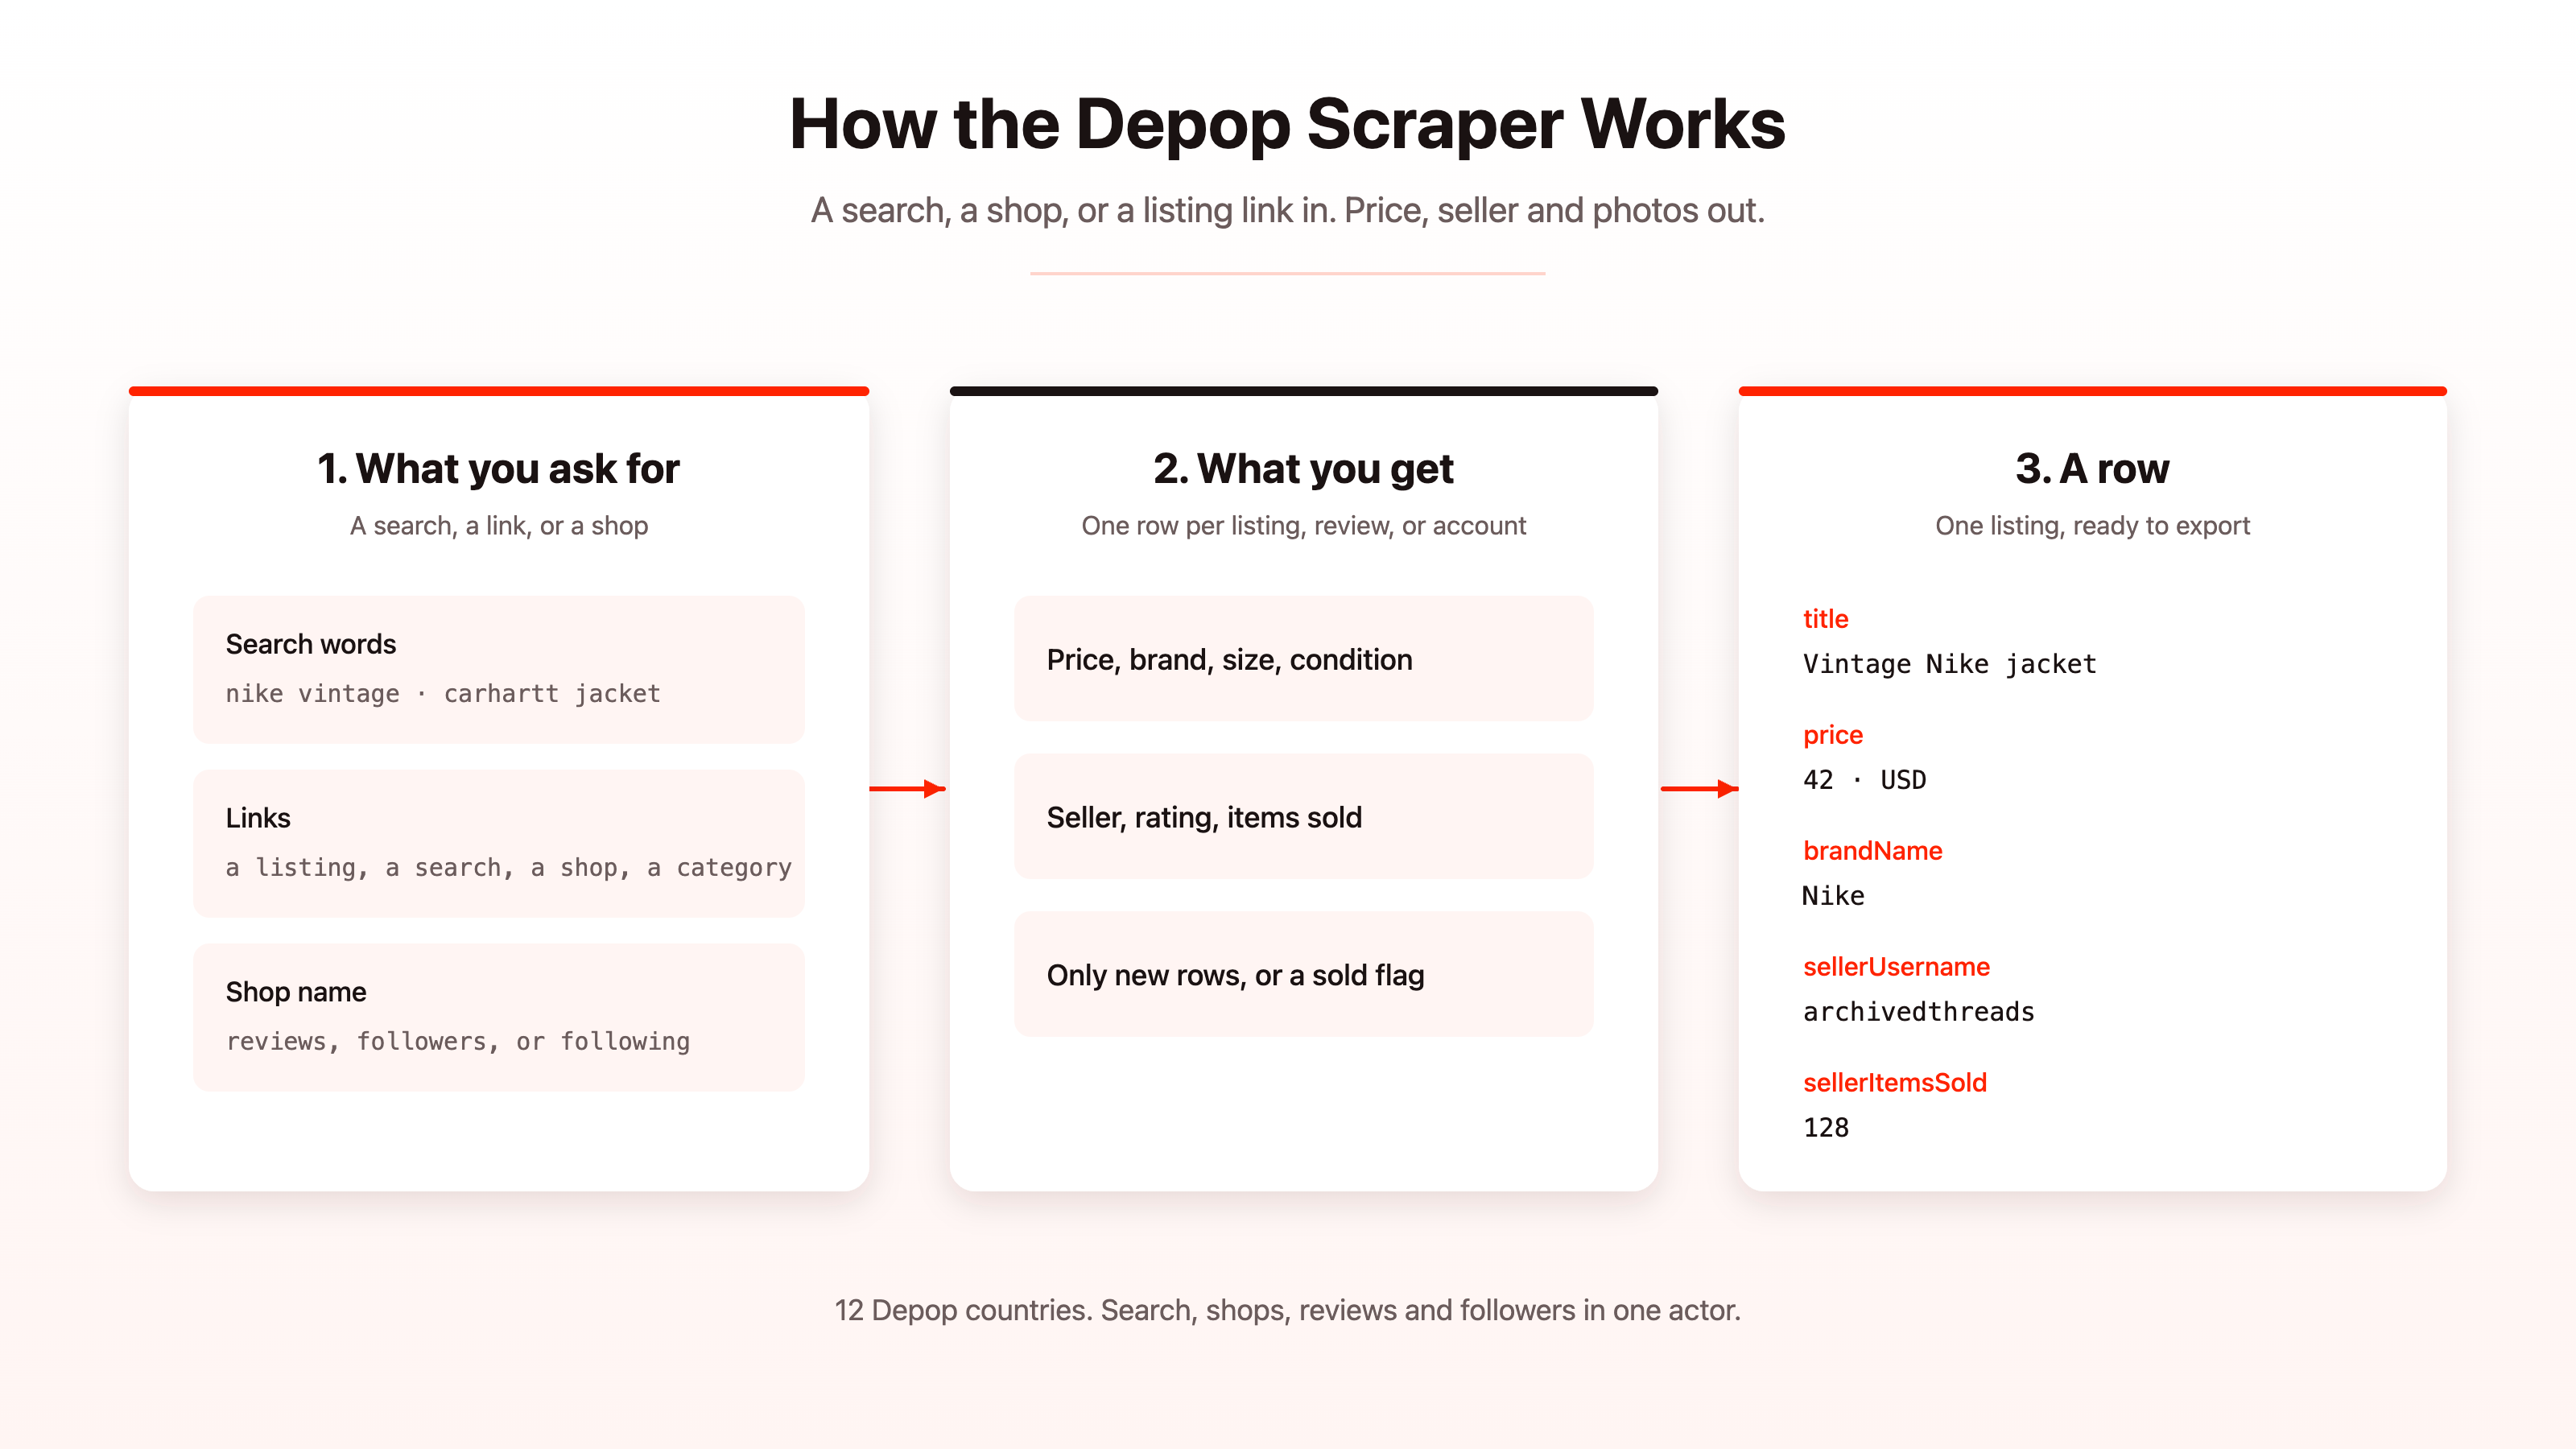 How the Depop Scraper Works
A search, a shop, or a listing link in. Price, seller and photos out.
1. What you ask for
A search, a link, or a shop
Search words
nike vintage · carhartt jacket
Links
a listing, a search, a shop, a category
Shop name
reviews, followers, or following
2. What you get
One row per listing, review, or account
Price, brand, size, condition
Seller, rating, items sold
Only new rows, or a sold flag
3. A row
One listing, ready to export
title
Vintage Nike jacket
price
42 · USD
brandName
Nike
sellerUsername
archivedthreads
sellerItemsSold
128
12 Depop countries. Search, shops, reviews and followers in one actor.